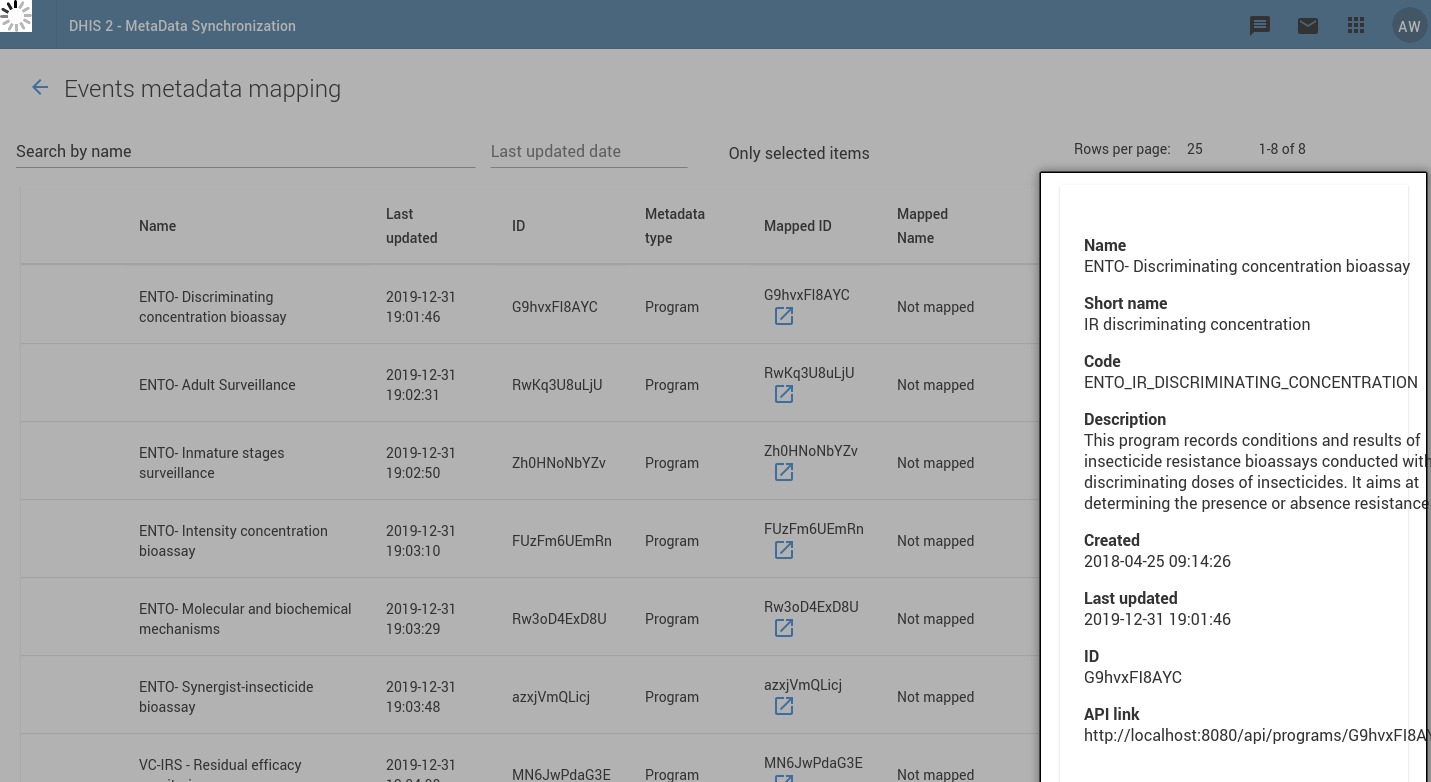 DHIS 2 - MetaData Synchronization
AW
Events metadata mapping
Search by name
Last updated date
Only selected items
Rows per page: 25 1-8 of 8
Name Last updated ID Metadata type Mapped ID Mapped Name
ENTO- Discriminating concentration bioassay 2019-12-31 19:01:46 G9hvxFI8AYC Program G9hvxFI8AYC Not mapped
ENTO- Adult Surveillance 2019-12-31 19:02:31 RwKq3U8uLjU Program RwKq3U8uLjU Not mapped
ENTO- Inmature stages surveillance 2019-12-31 19:02:50 Zh0HNoNbYZv Program Zh0HNoNbYZv Not mapped
ENTO- Intensity concentration bioassay 2019-12-31 19:03:10 FUzFm6UEmRn Program FUzFm6UEmRn Not mapped
ENTO- Molecular and biochemical mechanisms 2019-12-31 19:03:29 Rw3oD4ExD8U Program Rw3oD4ExD8U Not mapped
ENTO- Synergist-insecticide bioassay 2019-12-31 19:03:48 azxjVmQLicj Program azxjVmQLicj Not mapped
VC-IRS - Residual efficacy 2019-12-31 MN6JwPdaG3E Program MN6JwPdaG3E Not mapped
Name
ENTO- Discriminating concentration bioassay
Short name
IR discriminating concentration
Code
ENTO_IR_DISCRIMINATING_CONCENTRATION
Description
This program records conditions and results of
insecticide resistance bioassays conducted with
discriminating doses of insecticides. It aims at
determining the presence or absence resistance
Created
2018-04-25 09:14:26
Last updated
2019-12-31 19:01:46
ID
G9hvxFI8AYC
API link
http://localhost:8080/api/programs/G9hvxFI8AY